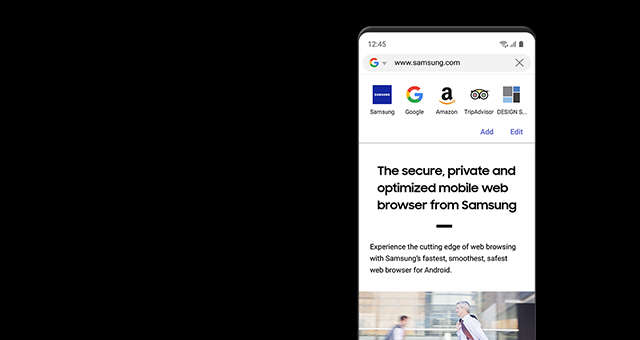 12:45
www.samsung.com
SAMSUNG
Samsung
Google
Amazon
TripAdvisor
DESIGN S...
Add
Edit
The secure, private and
optimized mobile web
browser from Samsung
Experience the cutting edge of web browsing
with Samsung's fastest, smoothest, safest
web browser for Android.